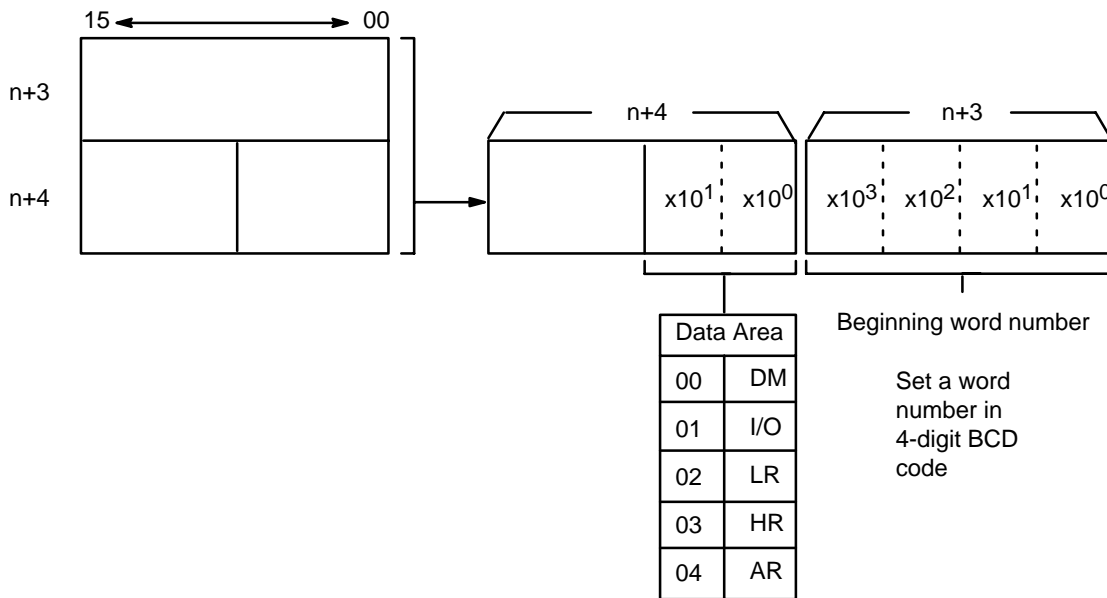 15 00
n+3
n+4
n+4 n+3
x10¹ x10⁰ x10³ x10² x10¹ x10⁰
Data Area
00 DM
01 I/O
02 LR
03 HR
04 AR
Beginning word number
Set a word
number in
4-digit BCD
code